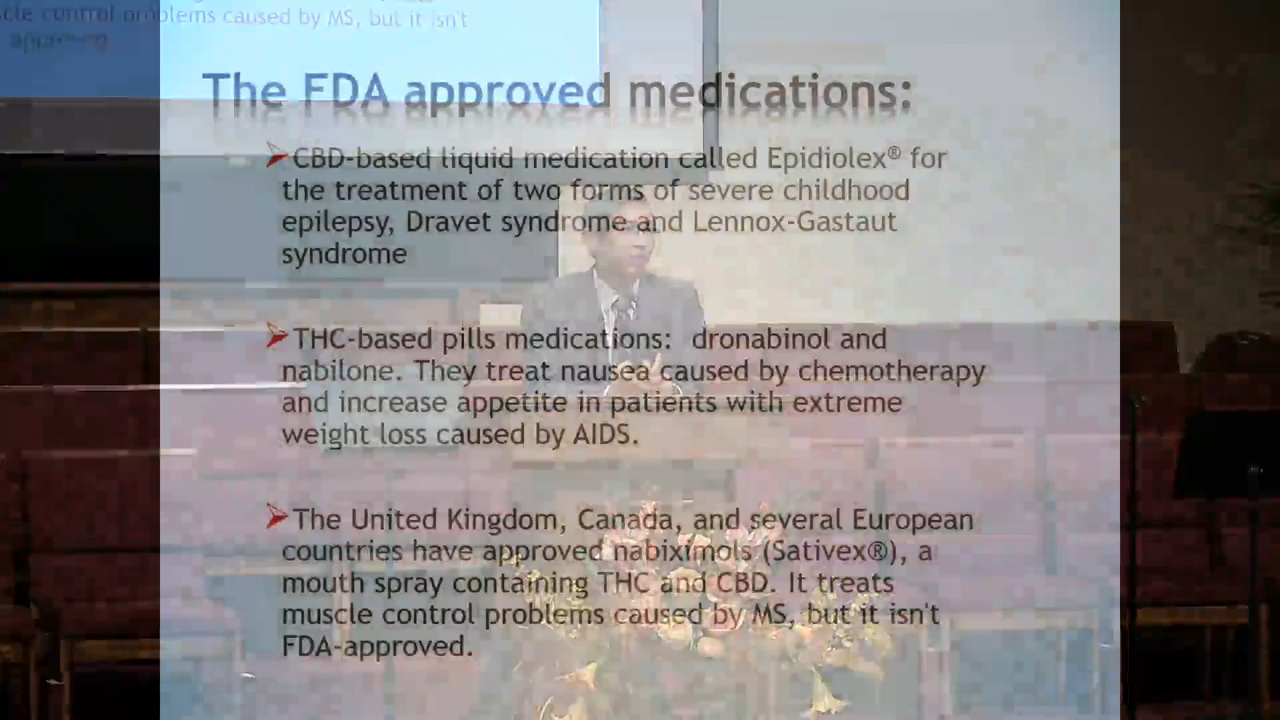 cle control problems caused by MS, but it isn't
The FDA approved medications:
CBD-based liquid medication called Epidiolex® for
the treatment of two forms of severe childhood
epilepsy, Dravet syndrome and Lennox-Gastaut
syndrome
THC-based pills medications: dronabinol and
nabilone. They treat nausea caused by chemotherapy
and increase appetite in patients with extreme
weight loss caused by AIDS.
The United Kingdom, Canada, and several European
countries have approved nabiximols (Sativex®), a
mouth spray containing THC and CBD. It treats
muscle control problems caused by MS, but it isn't
FDA-approved.